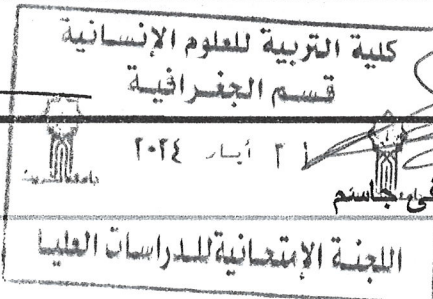 كلية التربية للعلوم الإنسانية
قسم الجغرافية
٢ أيار ٢٠٢٤
جاسم
اللجنة الإمتحانية للدراسات العليا